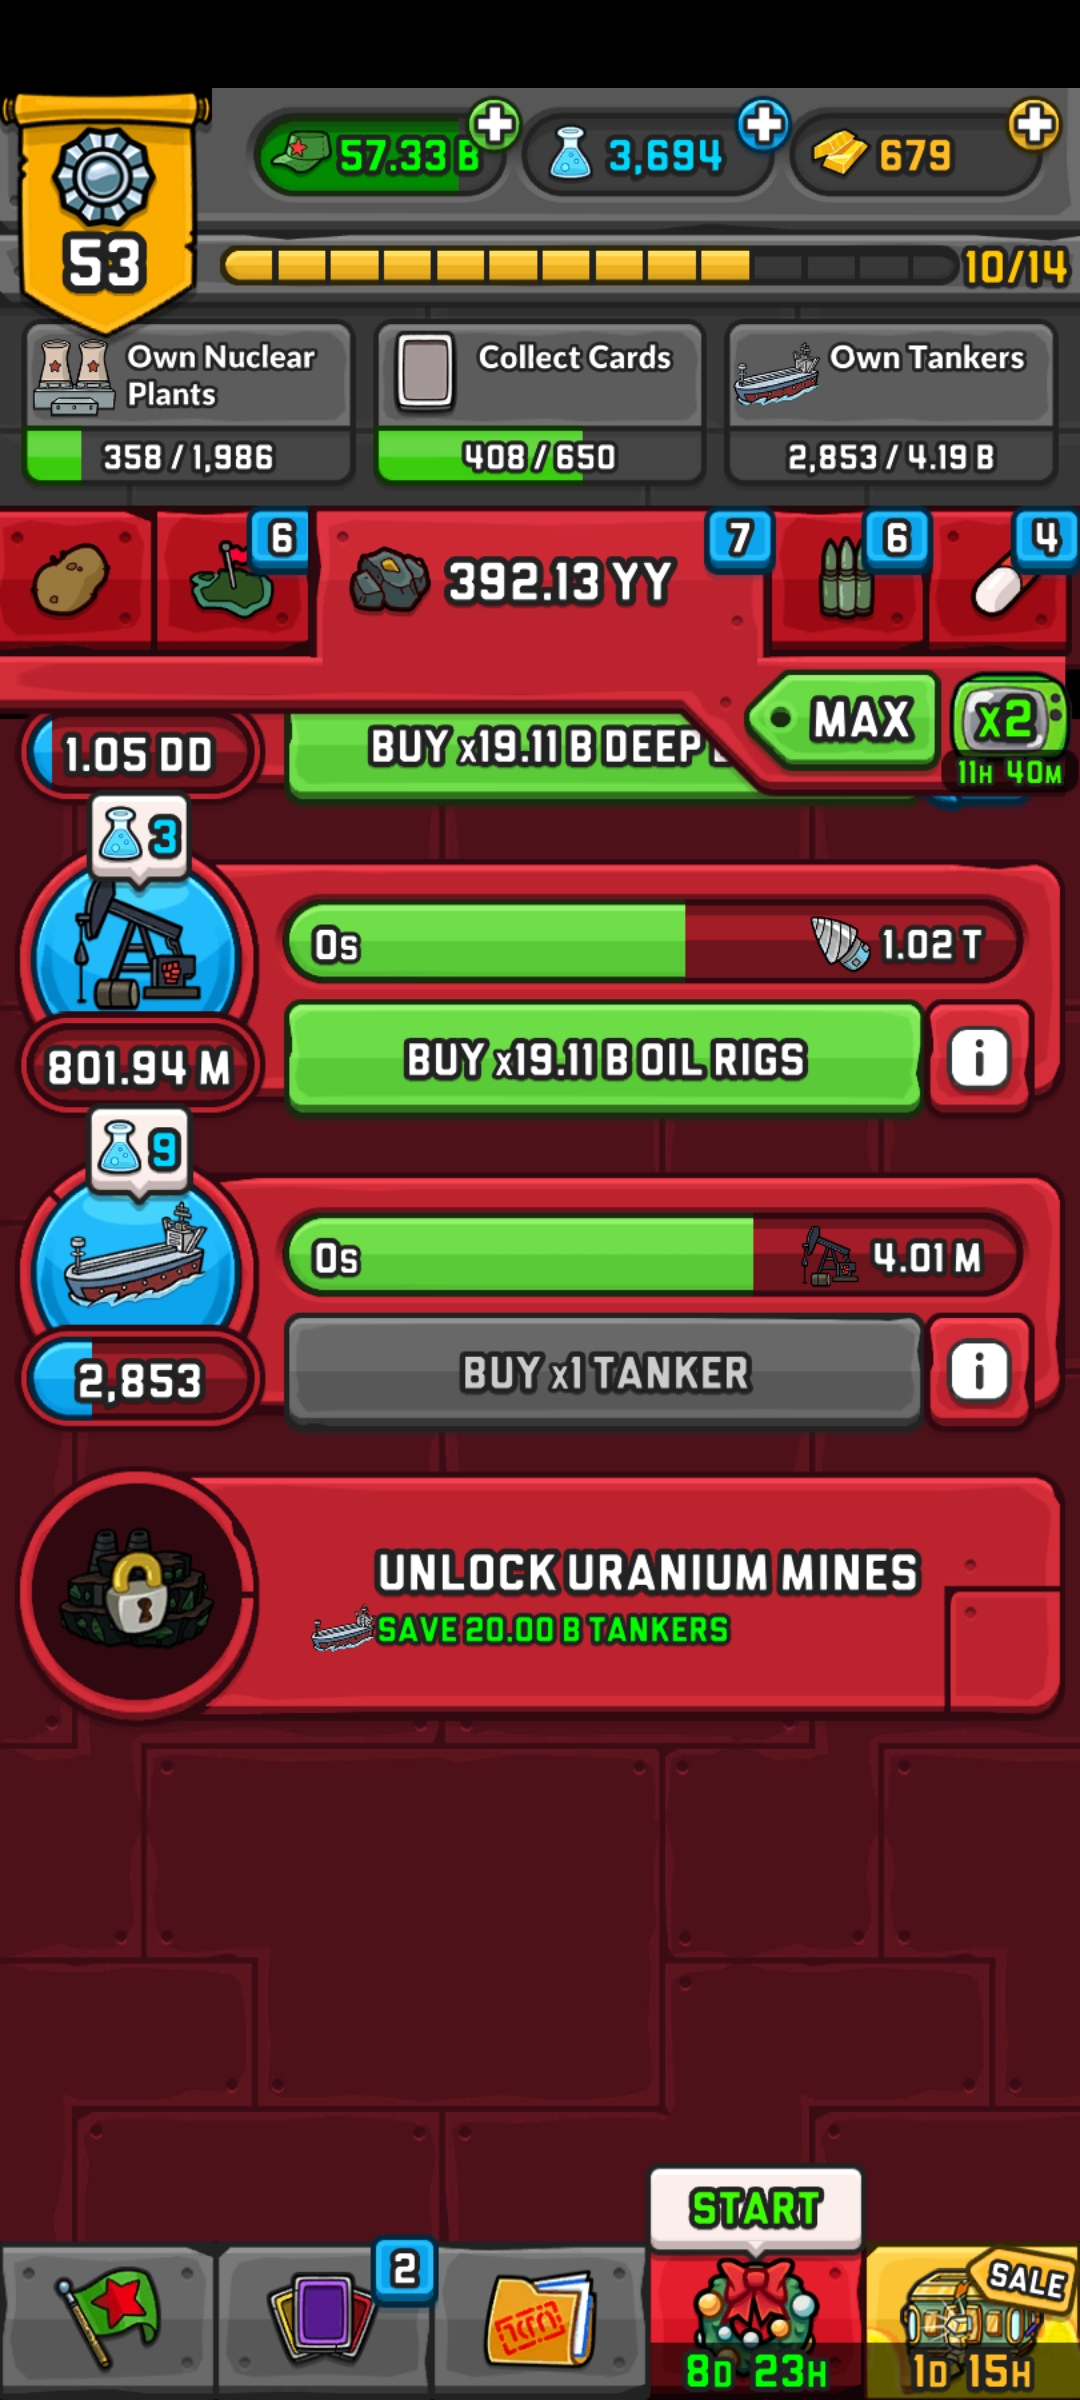 57.33 B
3,694
679
53
10/14
Own Nuclear
Plants
358 / 1,986
Collect Cards
408 / 650
Own Tankers
2,853 / 4.19 B
6
392.13 YY
7
6
4
MAX
x2
11H 40M
1.05 DD
BUY x19.11 B DEEP
3
0s
1.02 T
801.94 M
BUY x19.11 B OIL RIGS
i
9
0s
4.01 M
2,853
BUY x1 TANKER
i
UNLOCK URANIUM MINES
SAVE 20.00 B TANKERS
START
2
SALE
8D 23H
1D 15H